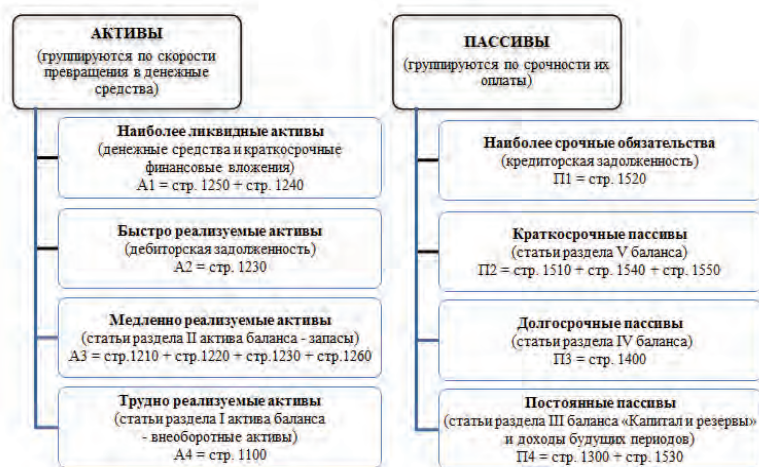 АКТИВЫ
(группируются по скорости
превращения в денежные
средства)
Наиболее ликвидные активы
(денежные средства и краткосрочные
финансовые вложения)
А1 = стр. 1250 + стр. 1240
Быстро реализуемые активы
(дебиторская задолженность)
А2 = стр. 1230
Медленно реализуемые активы
(статьи раздела II актива баланса - запасы)
А3 = стр.1210 + стр.1220 + стр.1230 + стр.1260
Трудно реализуемые активы
(статьи раздела I актива баланса
- внеоборотные активы)
А4 = стр. 1100
ПАССИВЫ
(группируются по срочности их
оплаты)
Наиболее срочные обязательства
(кредиторская задолженность)
П1 = стр. 1520
Краткосрочные пассивы
(статьи раздела V баланса)
П2 = стр. 1510 + стр. 1540 + стр. 1550
Долгосрочные пассивы
(статьи раздела IV баланса)
П3 = стр. 1400
Постоянные пассивы
(статьи раздела III баланса «Капитал и резервы»
и доходы будущих периодов)
П4 = стр. 1300 + стр. 1530